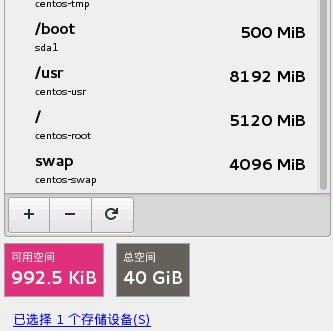 centos-tmp
/boot
500 MiB
sda1
/usr
8192 MiB
centos-usr
/
5120 MiB
centos-root
swap
4096 MiB
centos-swap
可用空间
992.5 KiB
总空间
40 GiB
已选择 1 个存储设备(S)